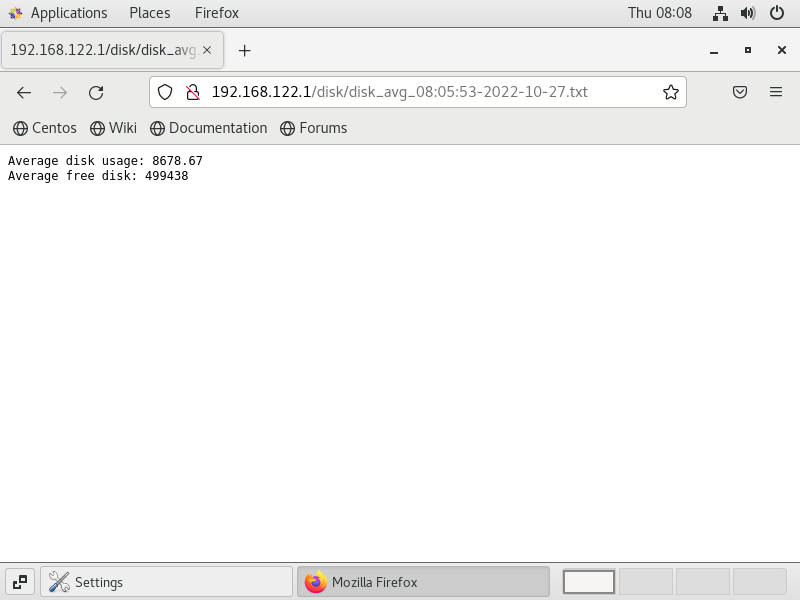 Applications Places Firefox Thu 08:08
192.168.122.1/disk/disk_avg
192.168.122.1/disk/disk_avg_08:05:53-2022-10-27.txt
Centos Wiki Documentation Forums
Average disk usage: 8678.67
Average free disk: 499438
Settings Mozilla Firefox